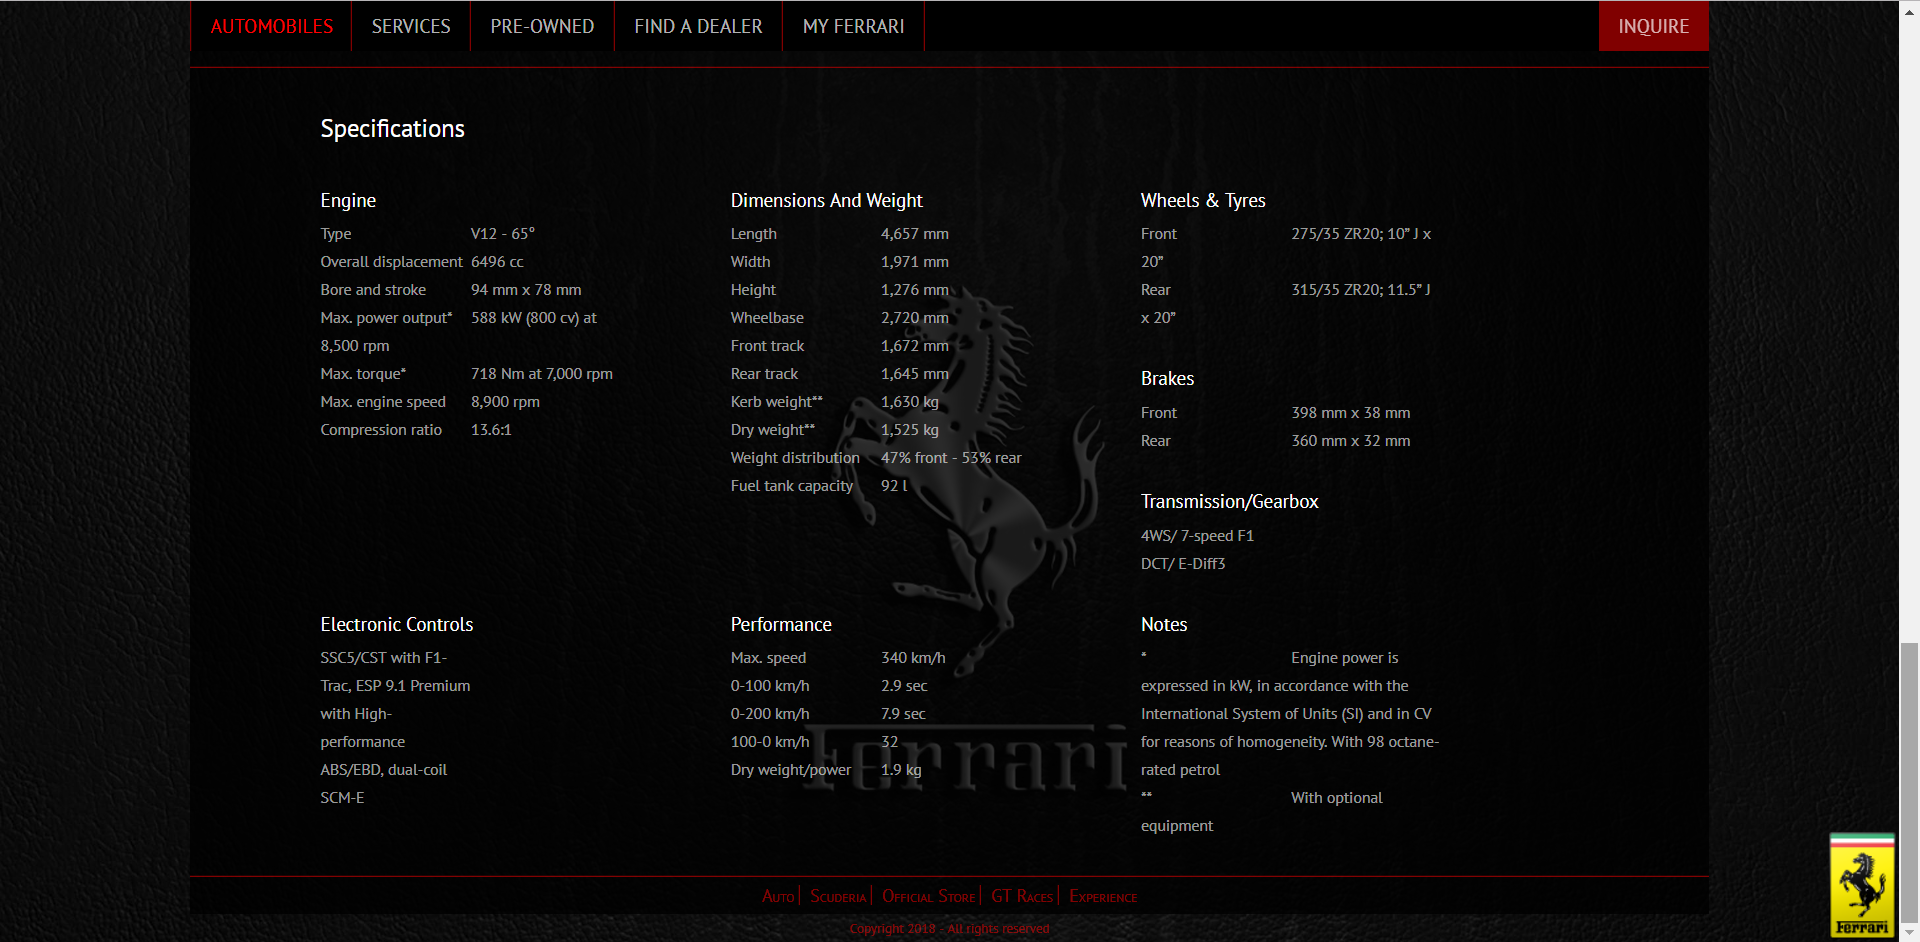 AUTOMOBILES SERVICES PRE-OWNED FIND A DEALER MY FERRARI INQUIRE
Specifications
Engine
Type V12 - 65°
Overall displacement 6496 cc
Bore and stroke 94 mm x 78 mm
Max. power output* 588 kW (800 cv) at
8,500 rpm
Max. torque* 718 Nm at 7,000 rpm
Max. engine speed 8,900 rpm
Compression ratio 13.6:1
Dimensions And Weight
Length 4,657 mm
Width 1,971 mm
Height 1,276 mm
Wheelbase 2,720 mm
Front track 1,672 mm
Rear track 1,645 mm
Kerb weight** 1,630 kg
Dry weight** 1,525 kg
Weight distribution 47% front - 53% rear
Fuel tank capacity 92 l
Wheels & Tyres
Front 275/35 ZR20; 10” J x
20”
Rear 315/35 ZR20; 11.5” J
x 20”
Brakes
Front 398 mm x 38 mm
Rear 360 mm x 32 mm
Transmission/Gearbox
4WS/ 7-speed F1
DCT/ E-Diff3
Electronic Controls
SSC5/CST with F1-
Trac, ESP 9.1 Premium
with High-
performance
ABS/EBD, dual-coil
SCM-E
Performance
Max. speed 340 km/h
0-100 km/h 2.9 sec
0-200 km/h 7.9 sec
100-0 km/h 32
Dry weight/power 1.9 kg
Notes
* Engine power is
expressed in kW, in accordance with the
International System of Units (SI) and in CV
for reasons of homogeneity. With 98 octane-
rated petrol
** With optional
equipment
Ferrari
Auto | Scuderia | Official Store | GT Races | Experience
Copyright 2018 - All rights reserved
Ferrari